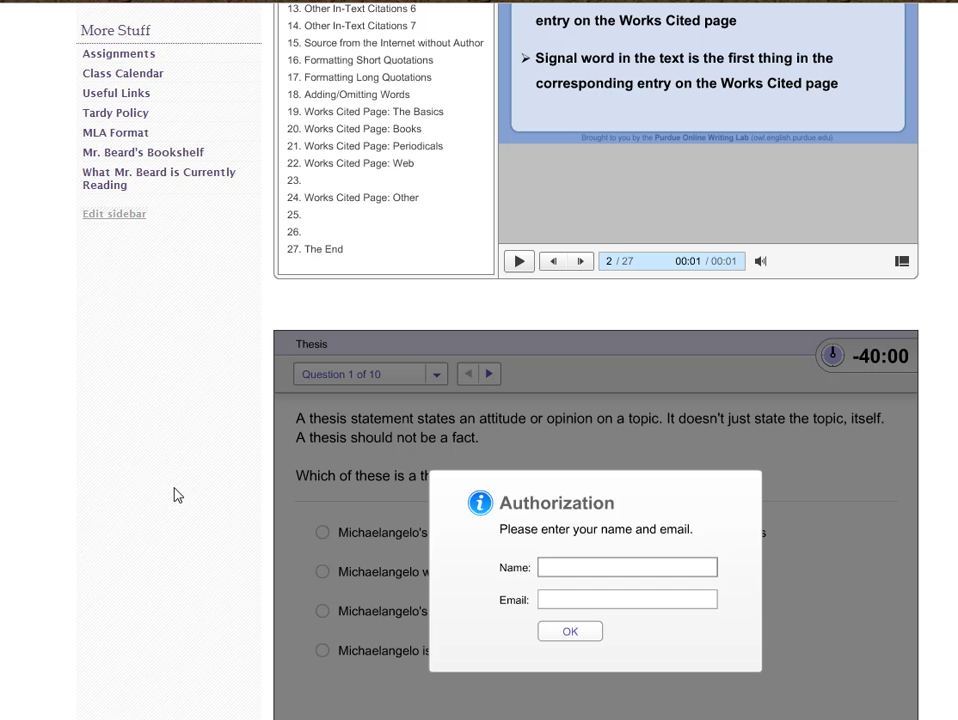 More Stuff
Assignments
Class Calendar
Useful Links
Tardy Policy
MLA Format
Mr. Beard's Bookshelf
What Mr. Beard is Currently
Reading
Edit sidebar
13. Other In-Text Citations 6
14. Other In-Text Citations 7
15. Source from the Internet without Author
16. Formatting Short Quotations
17. Formatting Long Quotations
18. Adding/Omitting Words
19. Works Cited Page: The Basics
20. Works Cited Page: Books
21. Works Cited Page: Periodicals
22. Works Cited Page: Web
23.
24. Works Cited Page: Other
25.
26.
27. The End
entry on the Works Cited page
➢ Signal word in the text is the first thing in the
corresponding entry on the Works Cited page
Brought to you by the Purdue Online Writing Lab (owl.english.purdue.edu)
2 / 27 00:01 / 00:01
Thesis
-40:00
Question 1 of 10
A thesis statement states an attitude or opinion on a topic. It doesn't just state the topic, itself.
A thesis should not be a fact.
Which of these is a th
Michaelangelo's s
Michaelangelo w
Michaelangelo's
Michaelangelo is
Authorization
Please enter your name and email.
Name:
Email:
OK